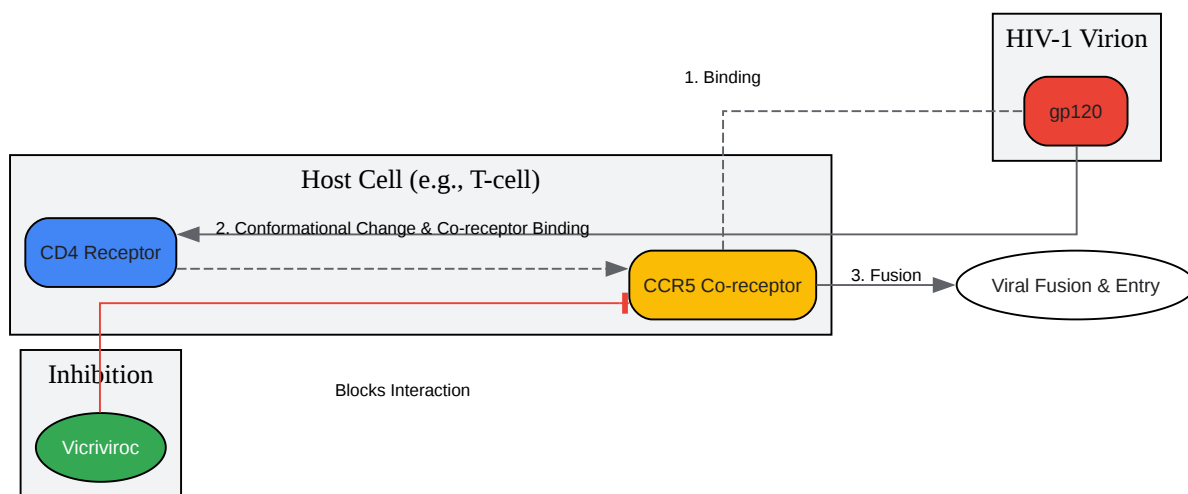 HIV-1 Virion
1. Binding
gp120
Host Cell (e.g., T-cell)
CD4 Receptor
2. Conformational Change & Co-receptor Binding
CCR5 Co-receptor
3. Fusion
Viral Fusion & Entry
Inhibition
Blocks Interaction
Vicriviroc